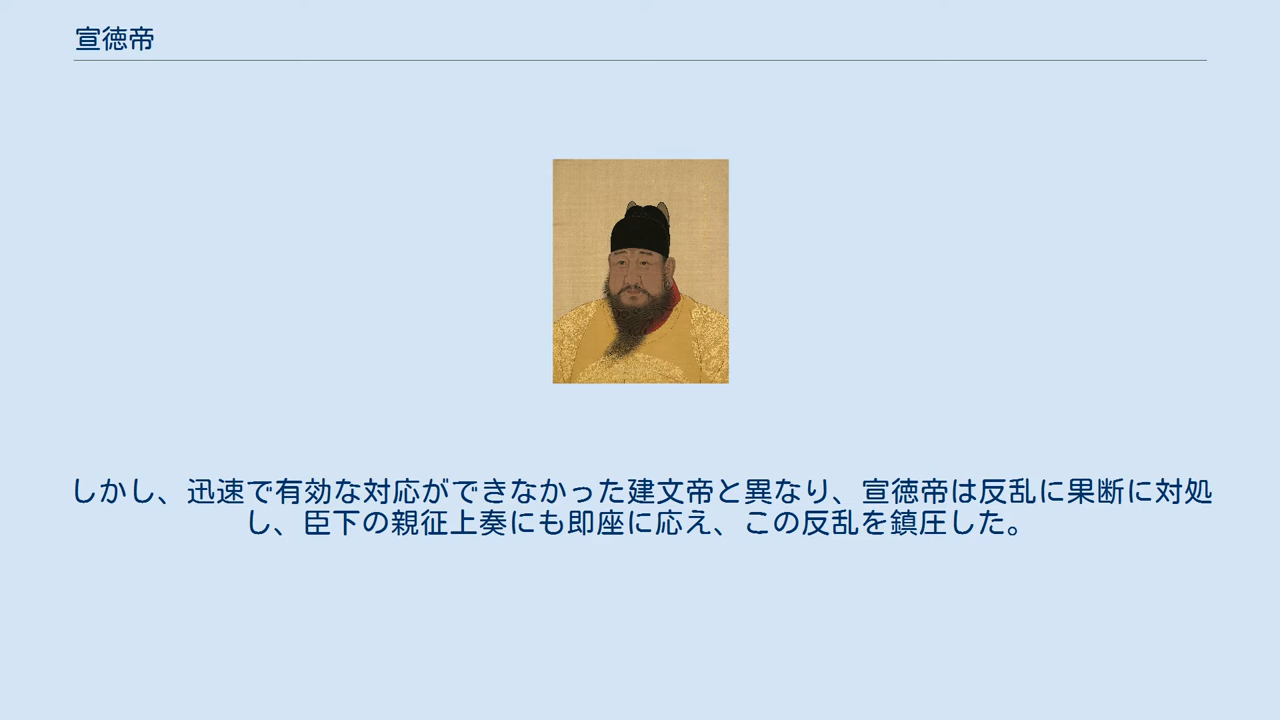 宣徳帝
しかし、迅速で有効な対応ができなかった建文帝と異なり、宣徳帝は反乱に果断に対処
し、臣下の親征上奏にも即座に応え、この反乱を鎮圧した。